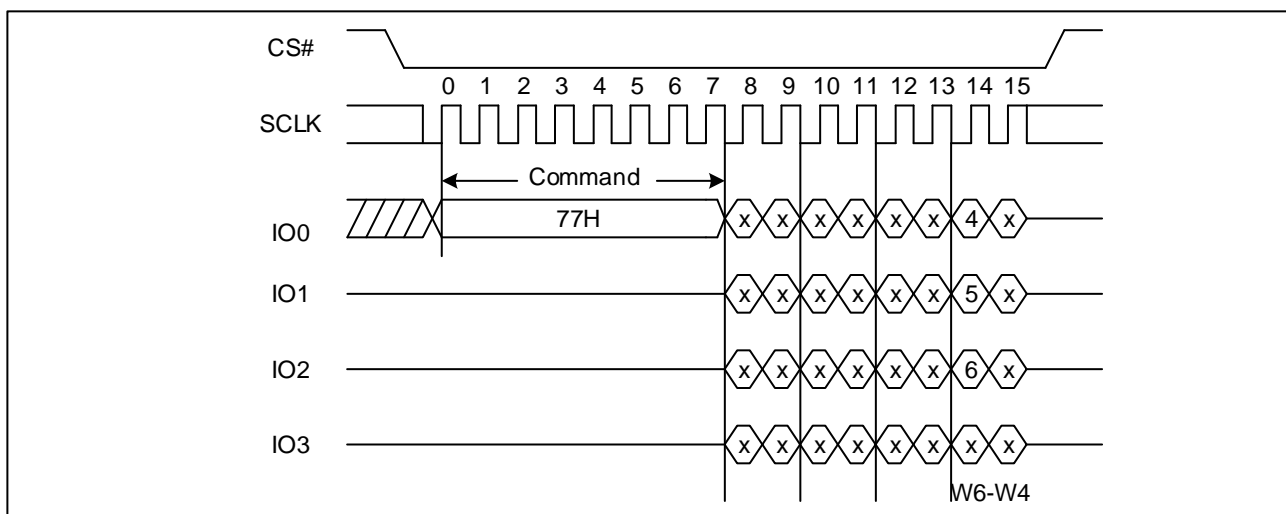 CS#
0 1 2 3 4 5 6 7 8 9 10 11 12 13 14 15
SCLK
Command
IO0 77H x x x x x x 4 x
IO1 x x x x x x 5 x
IO2 x x x x x x 6 x
IO3 x x x x x x x x
W6-W4